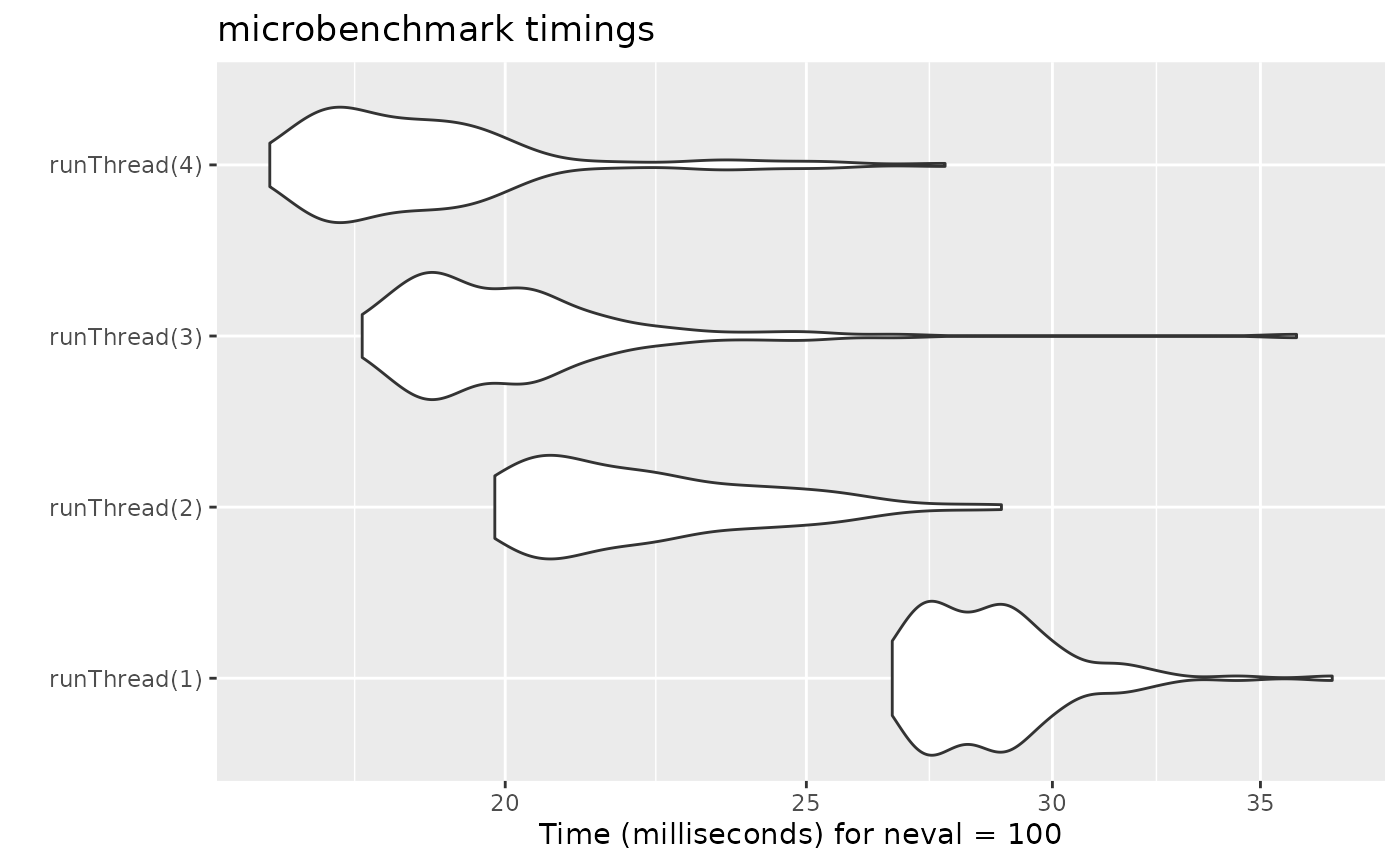 microbenchmark timings
runThread(4)
runThread(3)
runThread(2)
runThread(1)
20 25 30 35
Time (milliseconds) for neval = 100